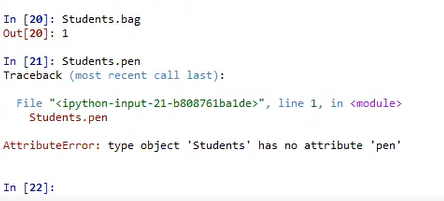 In [20]: Students.bag
Out[20]: 1
In [21]: Students.pen
Traceback (most recent call last):
File "<ipython-input-21-b808761ba1de>", line 1, in <module>
Students.pen
AttributeError: type object 'Students' has no attribute 'pen'
In [22]: